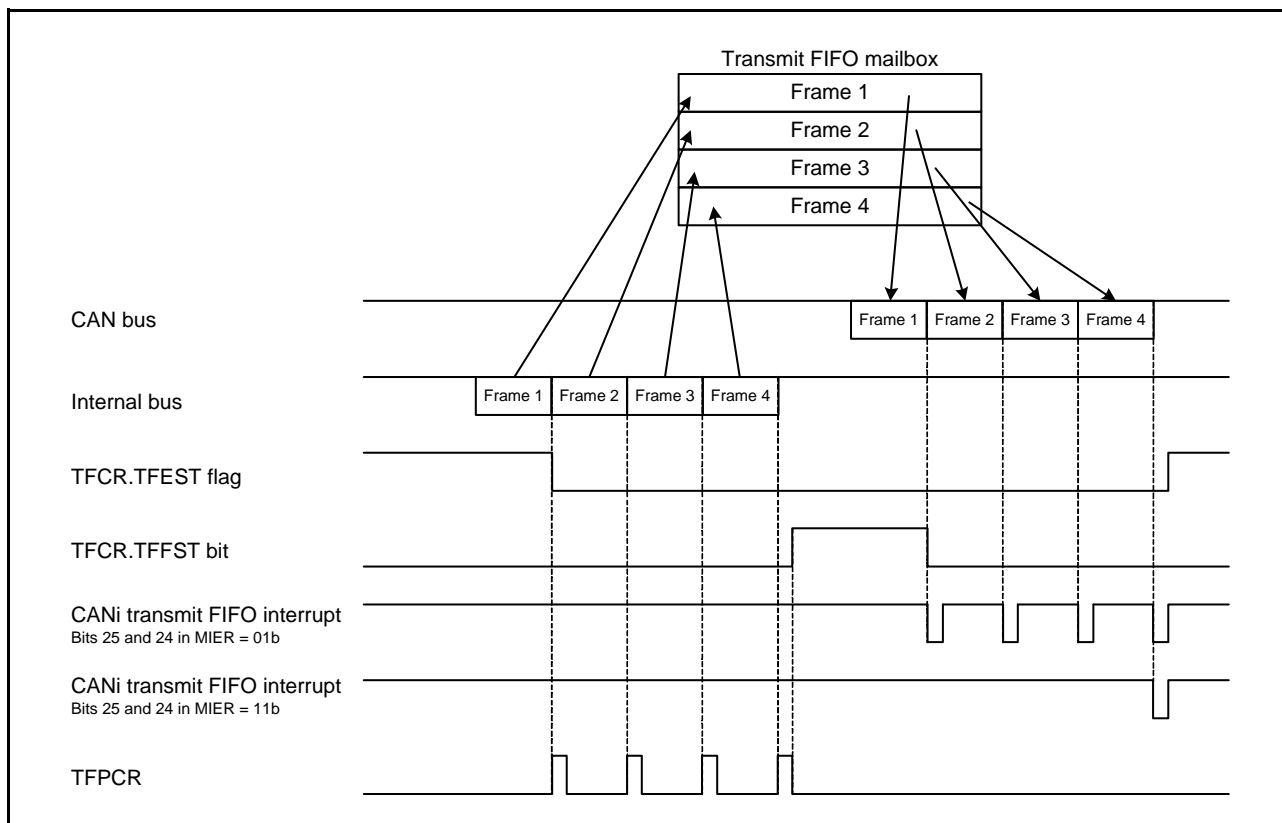 Transmit FIFO mailbox
Frame 1
Frame 2
Frame 3
Frame 4
CAN bus
Frame 1 Frame 2 Frame 3 Frame 4
Internal bus
Frame 1 Frame 2 Frame 3 Frame 4
TFCR.TFEST flag
TFCR.TFFST bit
CANi transmit FIFO interrupt
Bits 25 and 24 in MIER = 01b
CANi transmit FIFO interrupt
Bits 25 and 24 in MIER = 11b
TFPCR